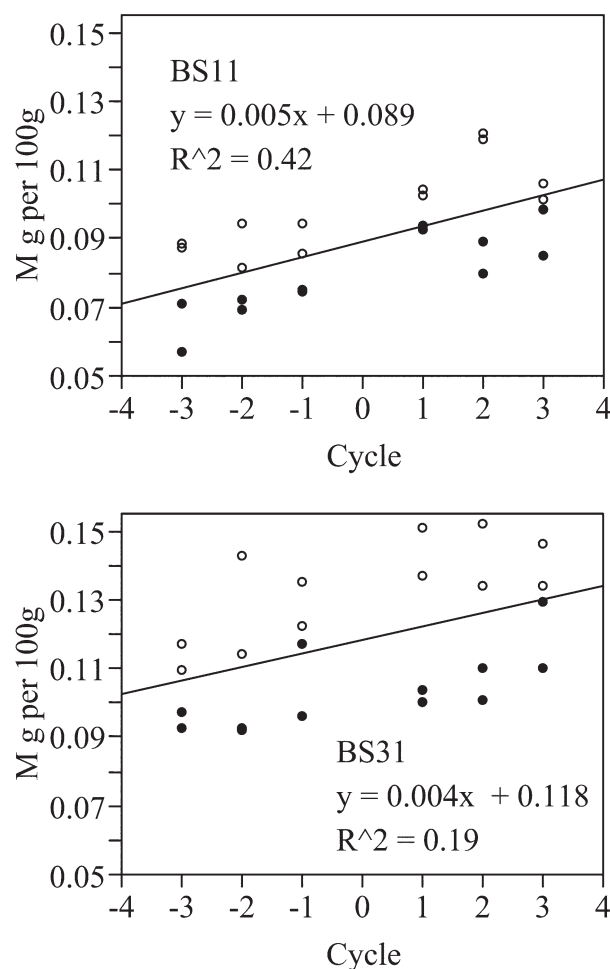 0.15
0.13
0.11
0.09
0.07
0.05
M g per 100g
BS11
y = 0.005x + 0.089
R^2 = 0.42
-4 -3 -2 -1 0 1 2 3 4
Cycle
0.15
0.13
0.11
0.09
0.07
0.05
M g per 100g
BS31
y = 0.004x + 0.118
R^2 = 0.19
-4 -3 -2 -1 0 1 2 3 4
Cycle